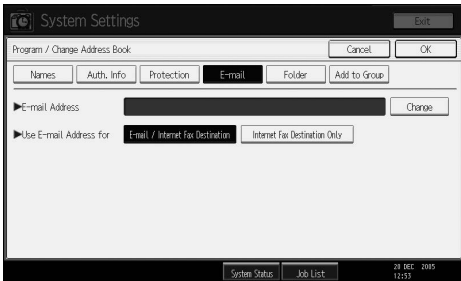 System Settings Exit
Program / Change Address Book Cancel OK
Names Auth. Info Protection E-mail Folder Add to Group
▶E-mail Address Change
▶Use E-mail Address for E-mail / Internet Fax Destination Internet Fax Destination Only
System Status Job List 20 DEC 2005
12:53